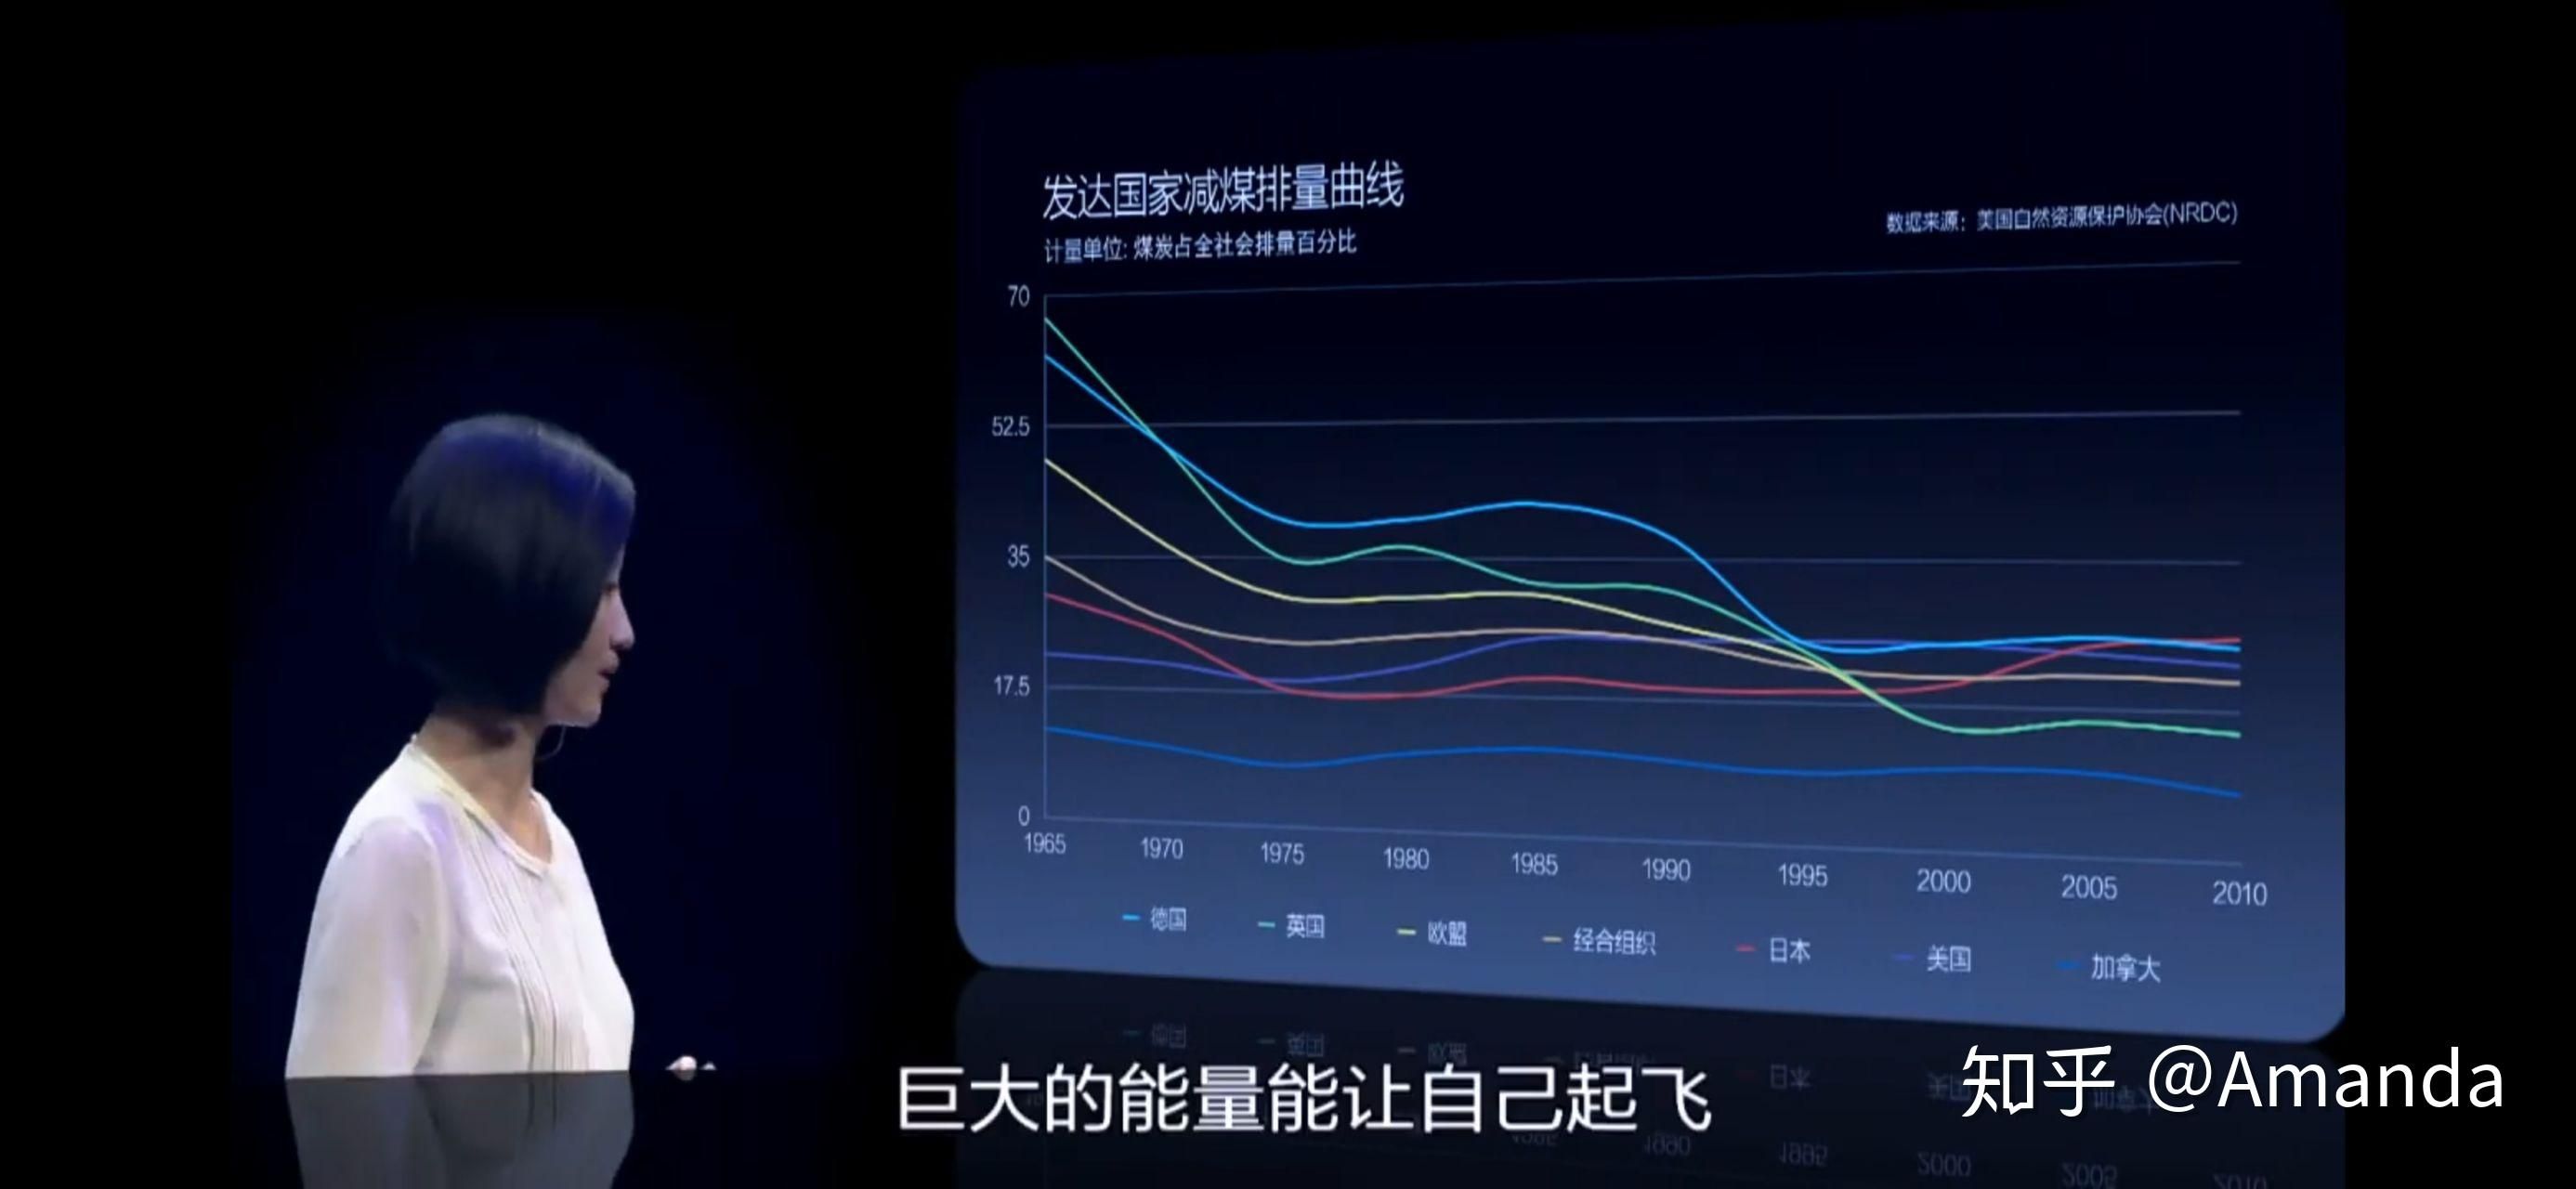 发达国家减煤排量曲线
数据来源：美国自然资源保护协会(NRDC)
计量单位: 煤炭占全社会排量百分比
70
52.5
35
17.5
0
1965 1970 1975 1980 1985 1990 1995 2000 2005 2010
德国 英国 欧盟 经合组织 日本 美国 加拿大
巨大的能量能让自己起飞
知乎 @Amanda